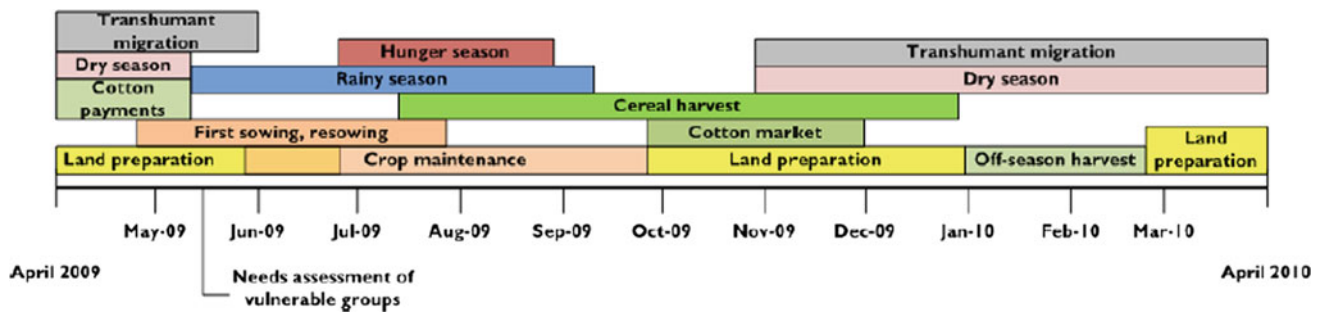 Transhumant
migration
Hunger season
Transhumant migration
Dry season
Rainy season
Dry season
Cotton
payments
Cereal harvest
First sowing, resowing
Cotton market
Land preparation
Crop maintenance
Land preparation
Off-season harvest
Land
preparation
May-09
Jun-09
Jul-09
Aug-09
Sep-09
Oct-09
Nov-09
Dec-09
Jan-10
Feb-10
Mar-10
April 2009
April 2010
Needs assessment of
vulnerable groups